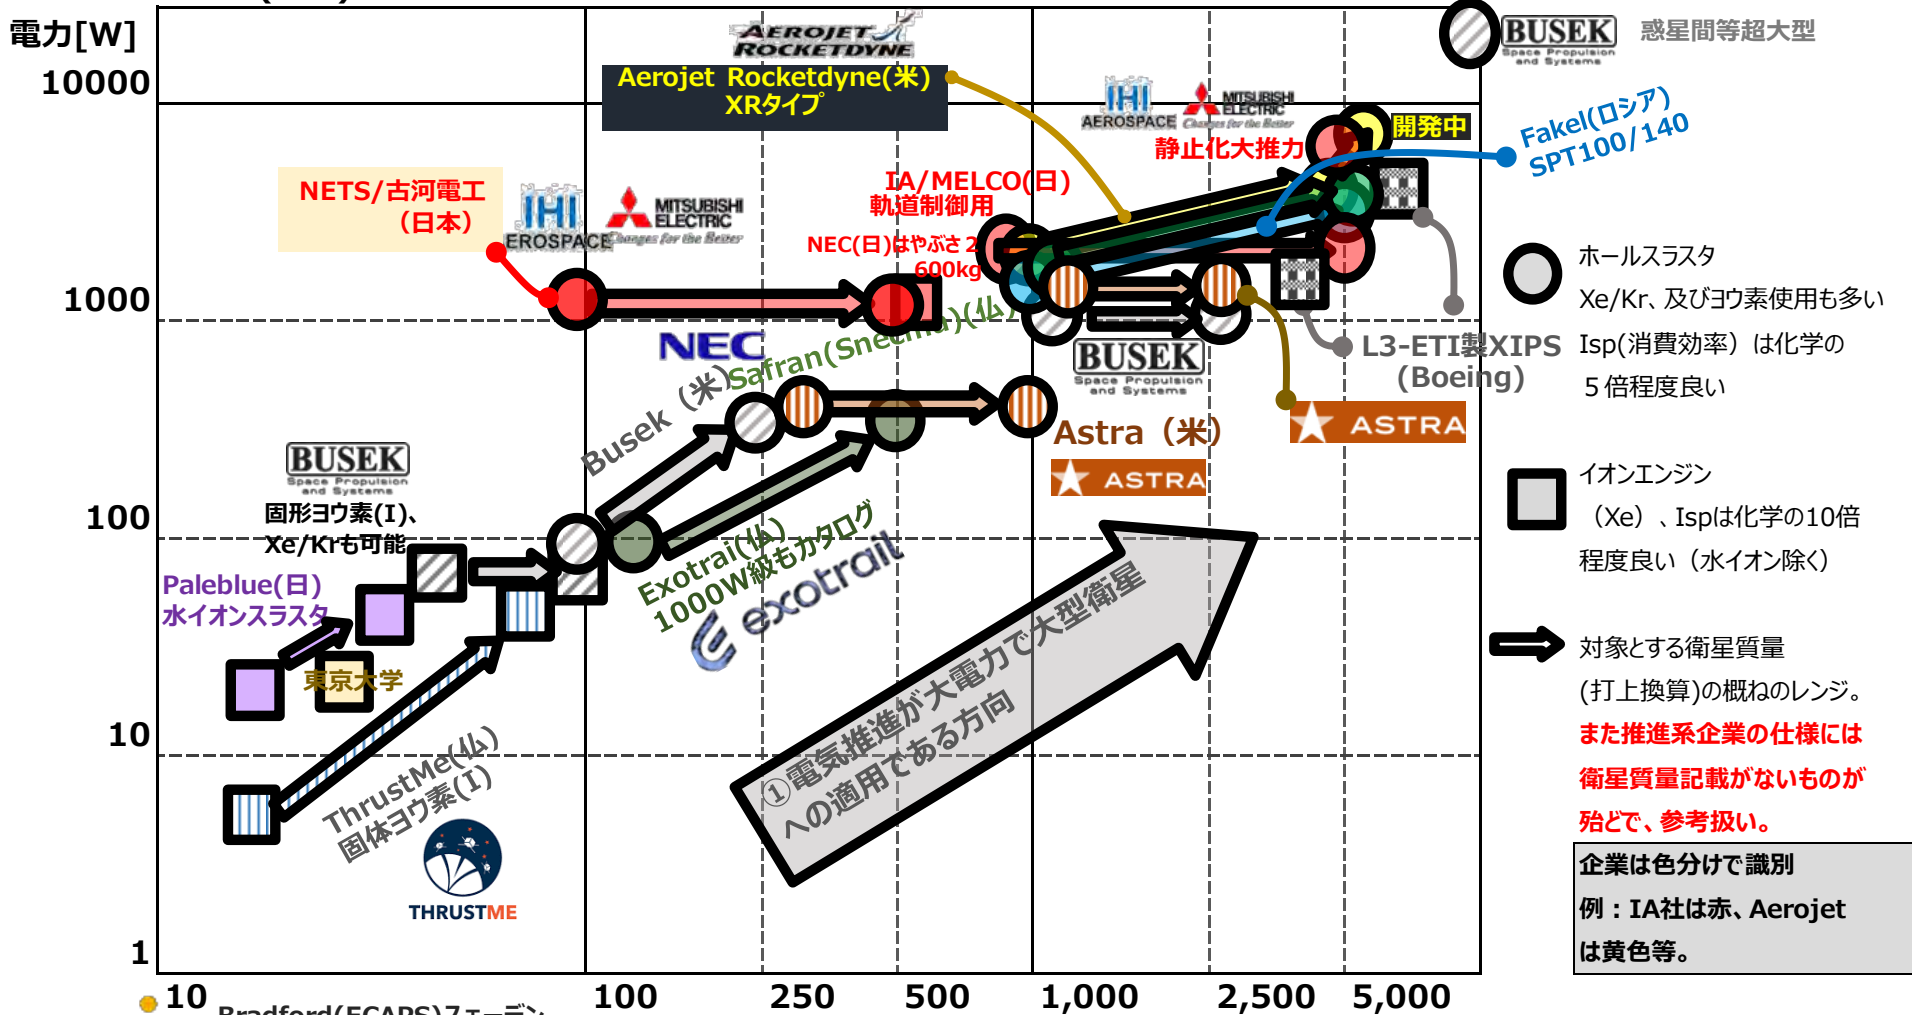 電力[W]
10000
1000
100
10
1
10
100
250
500
1,000
2,500
5,000
AEROJET
ROCKETDYNE
Aerojet Rocketdyne(米)
XRタイプ
BUSEK
Space Propulsion
and Systems
惑星間等超大型
IHI
AEROSPACE
MITSUBISHI
ELECTRIC
Changes for the Better
静止化大推力
開発中
Fakel(ロシア)
SPT100/140
NETS/古河電工
（日本）
IHI
EROSPACE
MITSUBISHI
ELECTRIC
Changes for the Better
IA/MELCO(日)
軌道制御用
NEC(日)はやぶさ２
600kg
NEC
Safran(Snecma)(仏)
Busek（米）
BUSEK
Space Propulsion
and Systems
L3-ETI製XIPS
(Boeing)
Astra（米）
ASTRA
ASTRA
BUSEK
Space Propulsion
and Systems
固形ヨウ素(I)、
Xe/Krも可能
Paleblue(日)
水イオンスラスタ
東京大学
Exotrai(仏)
1000W級もカタログ
exotrail
ThrustMe(仏)
固体ヨウ素(I)
THRUSTME
①電気推進が大電力で大型衛星
への適用である方向
ホールスラスタ
Xe/Kr、及びヨウ素使用も多い
Isp(消費効率）は化学の
５倍程度良い
イオンエンジン
（Xe）、Ispは化学の10倍
程度良い（水イオン除く）
対象とする衛星質量
(打上換算)の概ねのレンジ。
また推進系企業の仕様には
衛星質量記載がないものが
殆どで、参考扱い。
企業は色分けで識別
例：IA社は赤、Aerojet
は黄色等。
Bradford(ECAPS)スェーデン